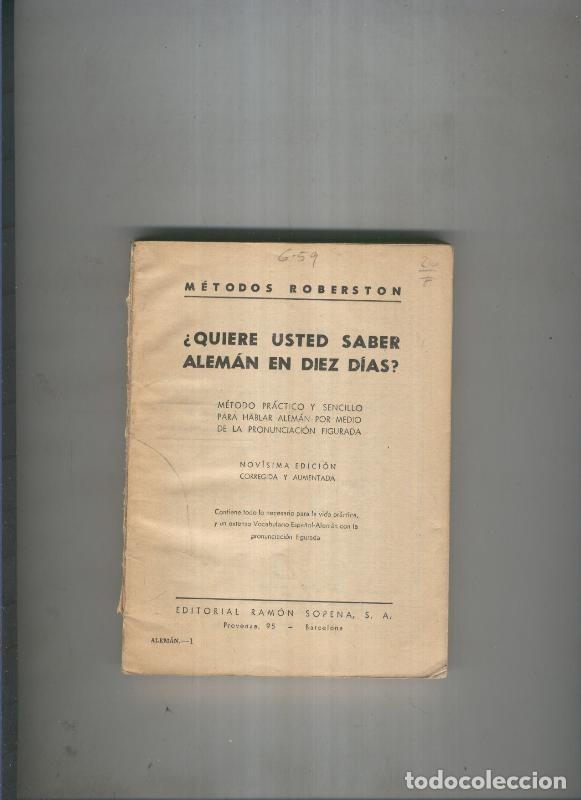 6-59
MÉTODOS ROBERSTON
¿QUIERE USTED SABER
ALEMÁN EN DIEZ DÍAS?
MÉTODO PRÁCTICO Y SENCILLO
PARA HABLAR ALEMÁN POR MEDIO
DE LA PRONUNCIACIÓN FIGURADA
NOVÍSIMA EDICIÓN
CORREGIDA Y AUMENTADA
Contiene todo lo necesario para la vida práctica,
y un extenso Vocabulario Español-Alemán con la
pronunciación figurada
EDITORIAL RAMÓN SOPENA, S. A.
Provenza, 95 – Barcelona
ALEMÁN.—1
todocoleccion